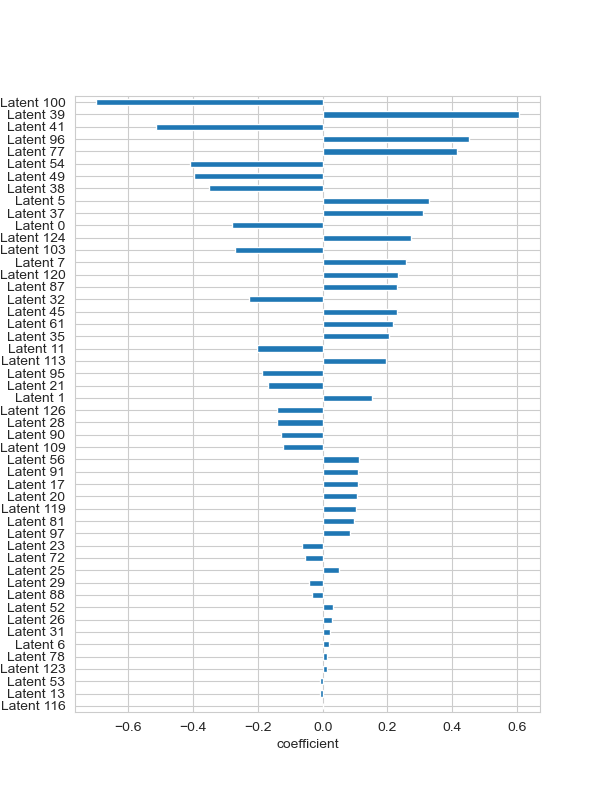 Latent 100
Latent 39
Latent 41
Latent 96
Latent 77
Latent 54
Latent 49
Latent 38
Latent 5
Latent 37
Latent 0
Latent 124
Latent 103
Latent 7
Latent 120
Latent 87
Latent 32
Latent 45
Latent 61
Latent 35
Latent 11
Latent 113
Latent 95
Latent 21
Latent 1
Latent 126
Latent 28
Latent 90
Latent 109
Latent 56
Latent 91
Latent 17
Latent 20
Latent 119
Latent 81
Latent 97
Latent 23
Latent 72
Latent 25
Latent 29
Latent 88
Latent 52
Latent 26
Latent 31
Latent 6
Latent 78
Latent 123
Latent 53
Latent 13
Latent 116
−0.6 −0.4 −0.2 0.0 0.2 0.4 0.6
coefficient